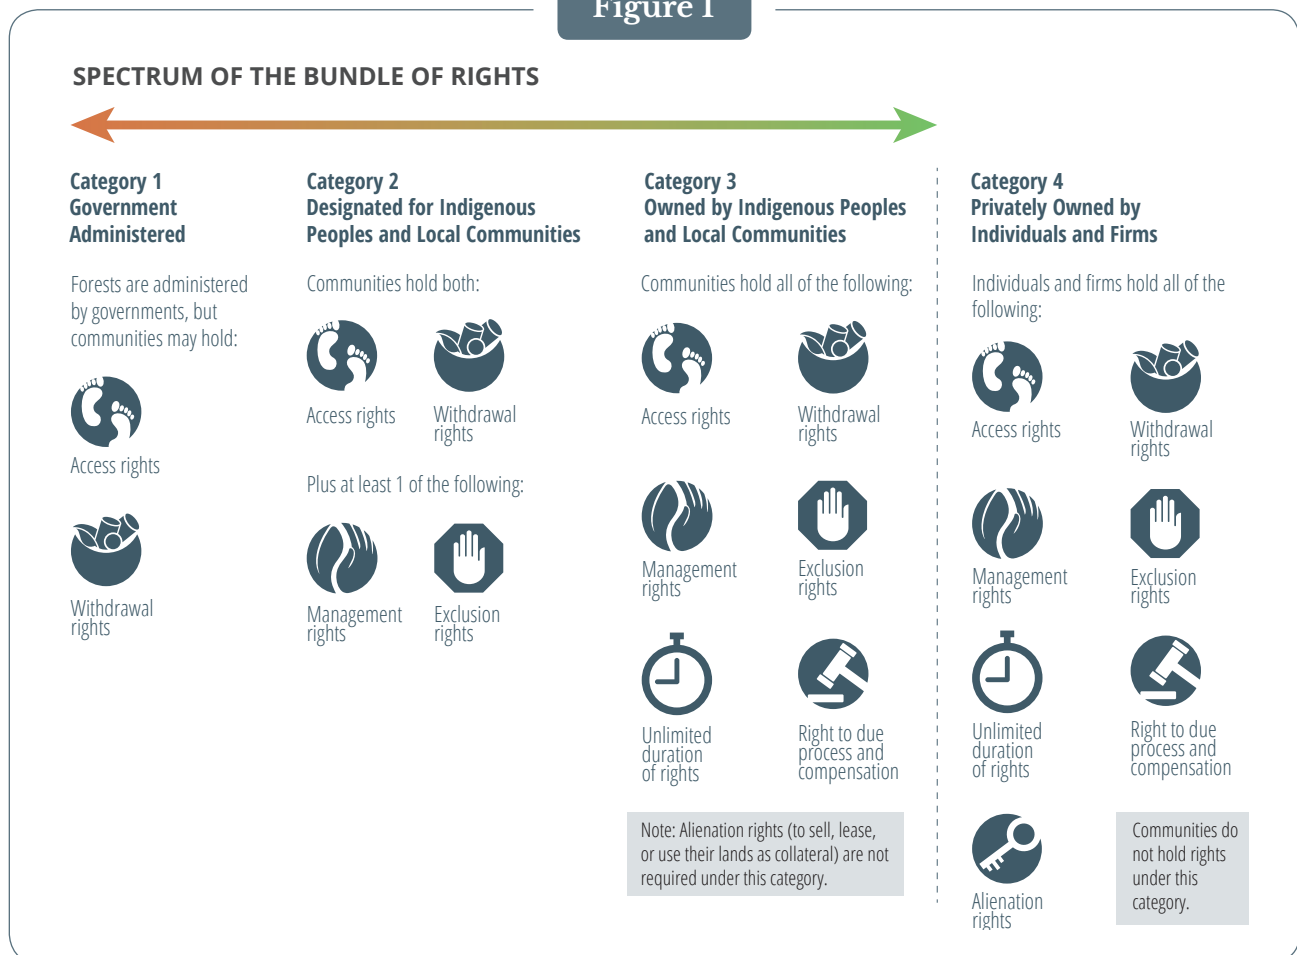 Figure 1
SPECTRUM OF THE BUNDLE OF RIGHTS
Category 1
Government
Administered
Forests are administered
by governments, but
communities may hold:
Access rights
Withdrawal
rights
Category 2
Designated for Indigenous
Peoples and Local Communities
Communities hold both:
Access rights
Withdrawal
rights
Plus at least 1 of the following:
Management
rights
Exclusion
rights
Category 3
Owned by Indigenous Peoples
and Local Communities
Communities hold all of the following:
Access rights
Withdrawal
rights
Management
rights
Exclusion
rights
Unlimited
duration
of rights
Right to due
process and
compensation
Note: Alienation rights (to sell, lease,
or use their lands as collateral) are not
required under this category.
Category 4
Privately Owned by
Individuals and Firms
Individuals and firms hold all of the
following:
Access rights
Withdrawal
rights
Management
rights
Exclusion
rights
Unlimited
duration
of rights
Right to due
process and
compensation
Alienation
rights
Communities do
not hold rights
under this
category.